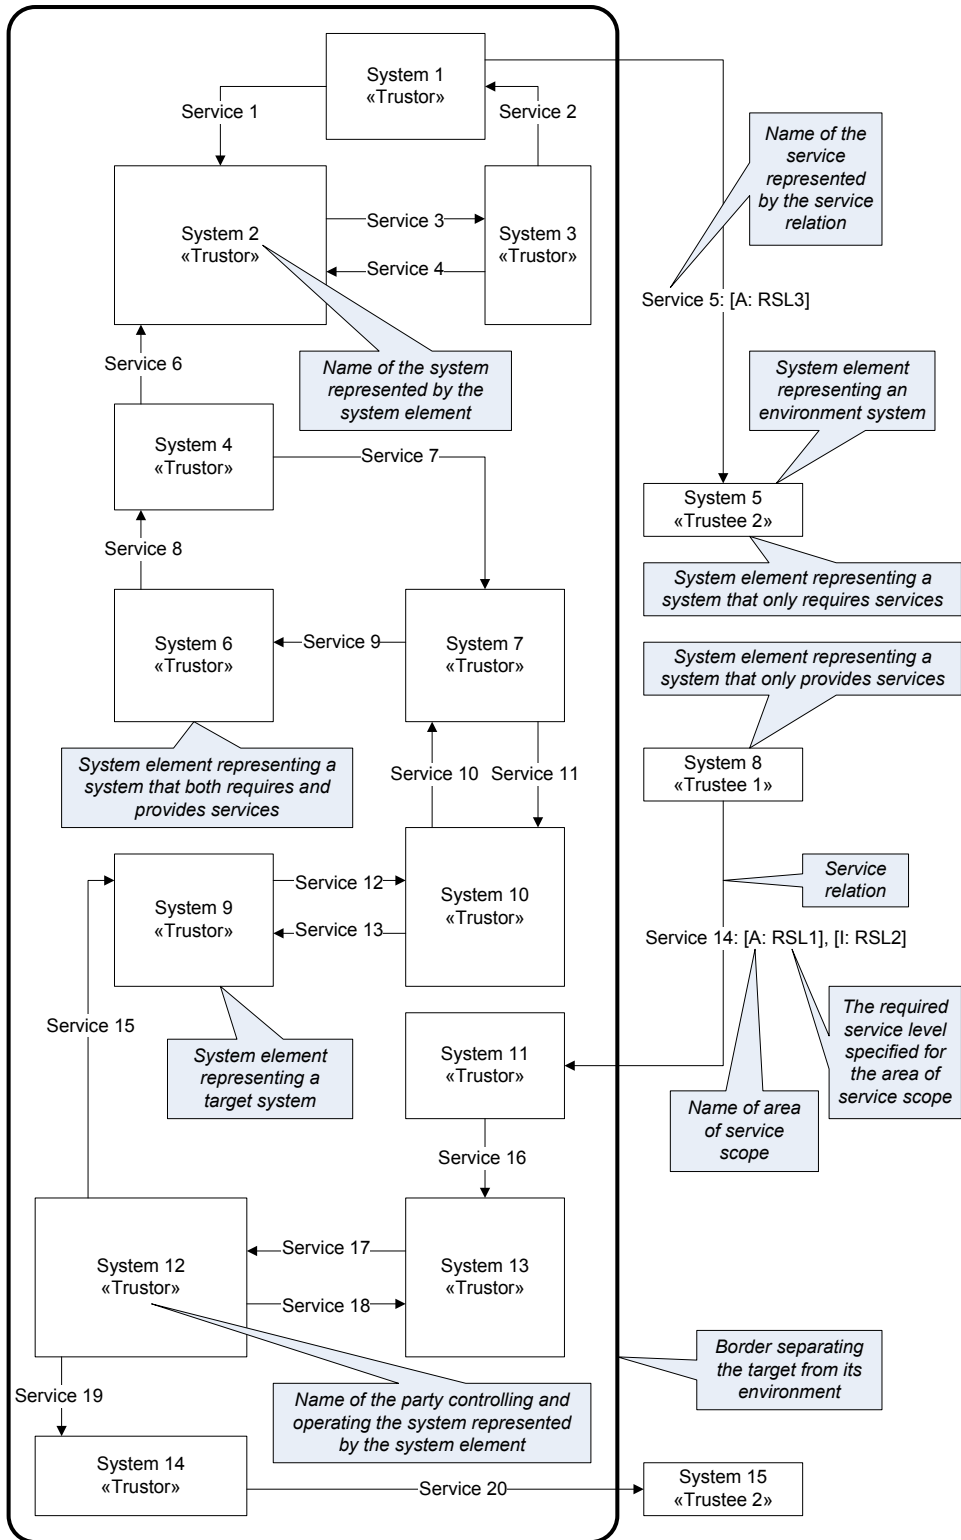 System 1
«Trustor»
Service 1
Service 2
Name of the
service
represented
by the service
relation
System 2
«Trustor»
Service 3
Service 4
System 3
«Trustor»
Service 5: [A: RSL3]
Service 6
Name of the system
represented by the
system element
System element
representing an
environment system
System 4
«Trustor»
Service 7
System 5
«Trustee 2»
Service 8
System element representing a
system that only requires services
System 6
«Trustor»
Service 9
System 7
«Trustor»
System element representing a
system that only provides services
System element representing a
system that both requires and
provides services
Service 10
Service 11
System 8
«Trustee 1»
System 9
«Trustor»
Service 12
Service 13
System 10
«Trustor»
Service
relation
Service 14: [A: RSL1], [I: RSL2]
Service 15
System element
representing a
target system
System 11
«Trustor»
The required
service level
specified for
the area of
service scope
Name of area
of service
scope
Service 16
System 12
«Trustor»
Service 17
Service 18
System 13
«Trustor»
Border separating
the target from its
environment
Service 19
Name of the party controlling and
operating the system represented
by the system element
System 14
«Trustor»
Service 20
System 15
«Trustee 2»